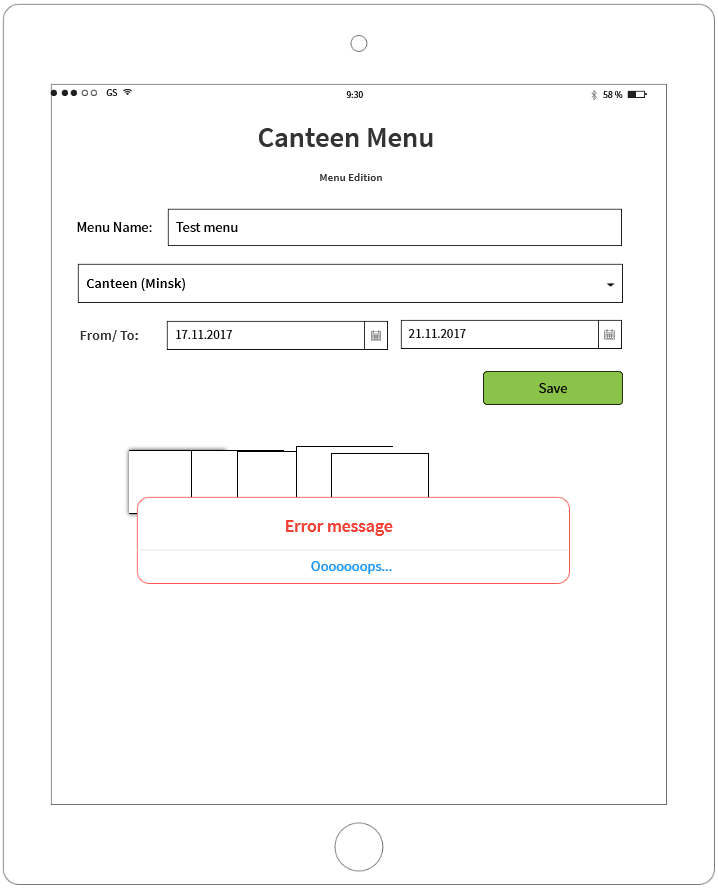 GS 9:30 58 %
Canteen Menu
Menu Edition
Menu Name: Test menu
Canteen (Minsk)
From/ To: 17.11.2017 21.11.2017
Save
Error message
Ooooooops...